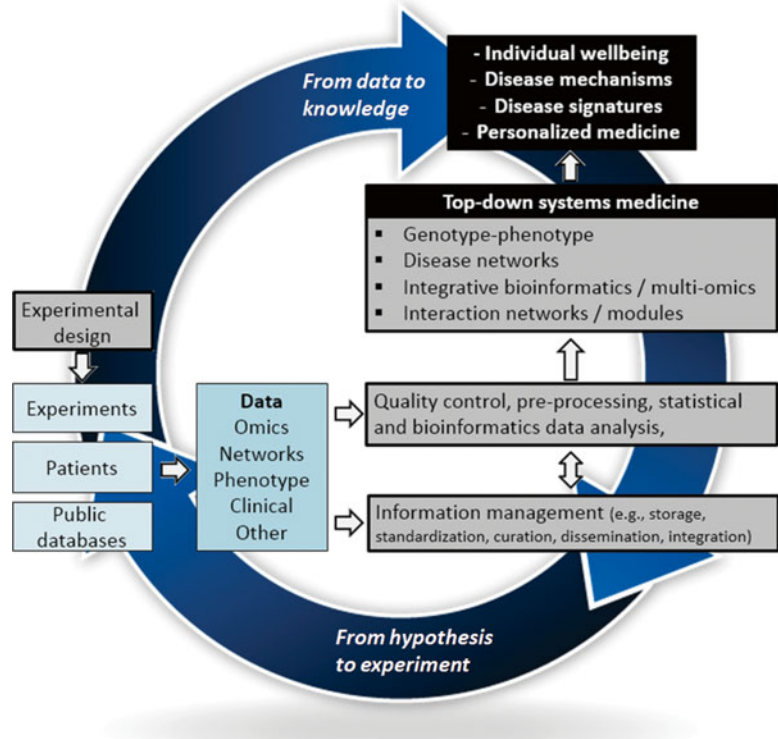 From data to
knowledge
- Individual wellbeing
- Disease mechanisms
- Disease signatures
- Personalized medicine
Top-down systems medicine
▪ Genotype-phenotype
▪ Disease networks
▪ Integrative bioinformatics / multi-omics
▪ Interaction networks / modules
Experimental
design
Experiments
Patients
Public
databases
Data
Omics
Networks
Phenotype
Clinical
Other
Quality control, pre-processing, statistical
and bioinformatics data analysis,
Information management (e.g., storage,
standardization, curation, dissemination, integration)
From hypothesis
to experiment